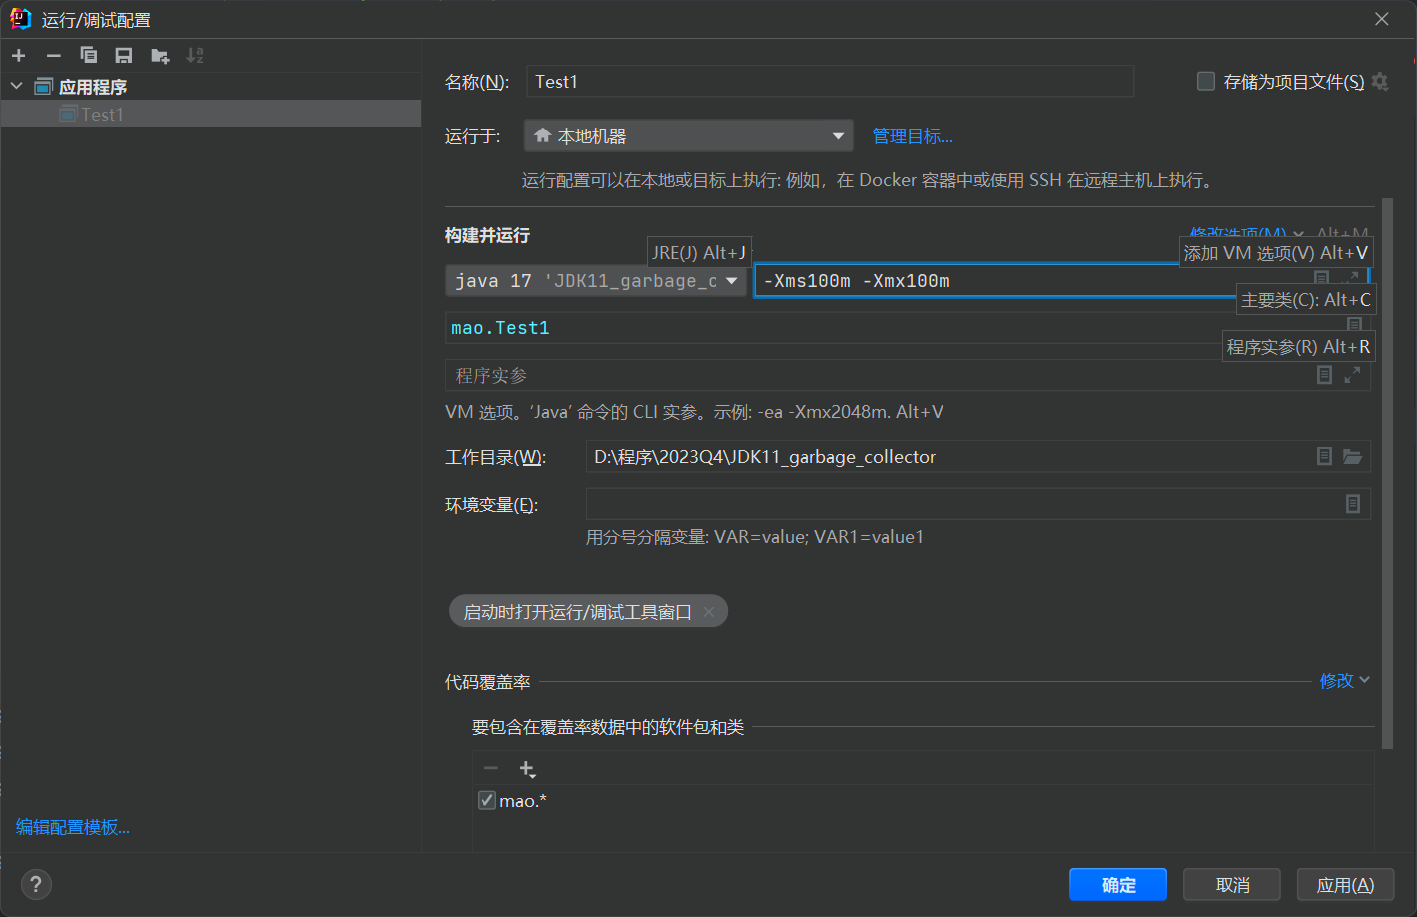 运行/调试配置
应用程序
Test1
编辑配置模板...
名称(N):
Test1
存储为项目文件(S)
运行于:
本地机器
管理目标...
运行配置可以在本地或目标上执行: 例如，在 Docker 容器中或使用 SSH 在远程主机上执行。
构建并运行
修改选项(M)
Alt+M
JRE(J) Alt+J
添加 VM 选项(V) Alt+V
java 17 'JDK11_garbage_c
-Xms100m -Xmx100m
主要类(C): Alt+C
mao.Test1
程序实参(R) Alt+R
程序实参
VM 选项。‘Java’ 命令的 CLI 实参。示例: -ea -Xmx2048m. Alt+V
工作目录(W):
D:\程序\2023Q4\JDK11_garbage_collector
环境变量(E):
用分号分隔变量: VAR=value; VAR1=value1
启动时打开运行/调试工具窗口
代码覆盖率
修改
要包含在覆盖率数据中的软件包和类
mao.*
?
确定
取消
应用(A)